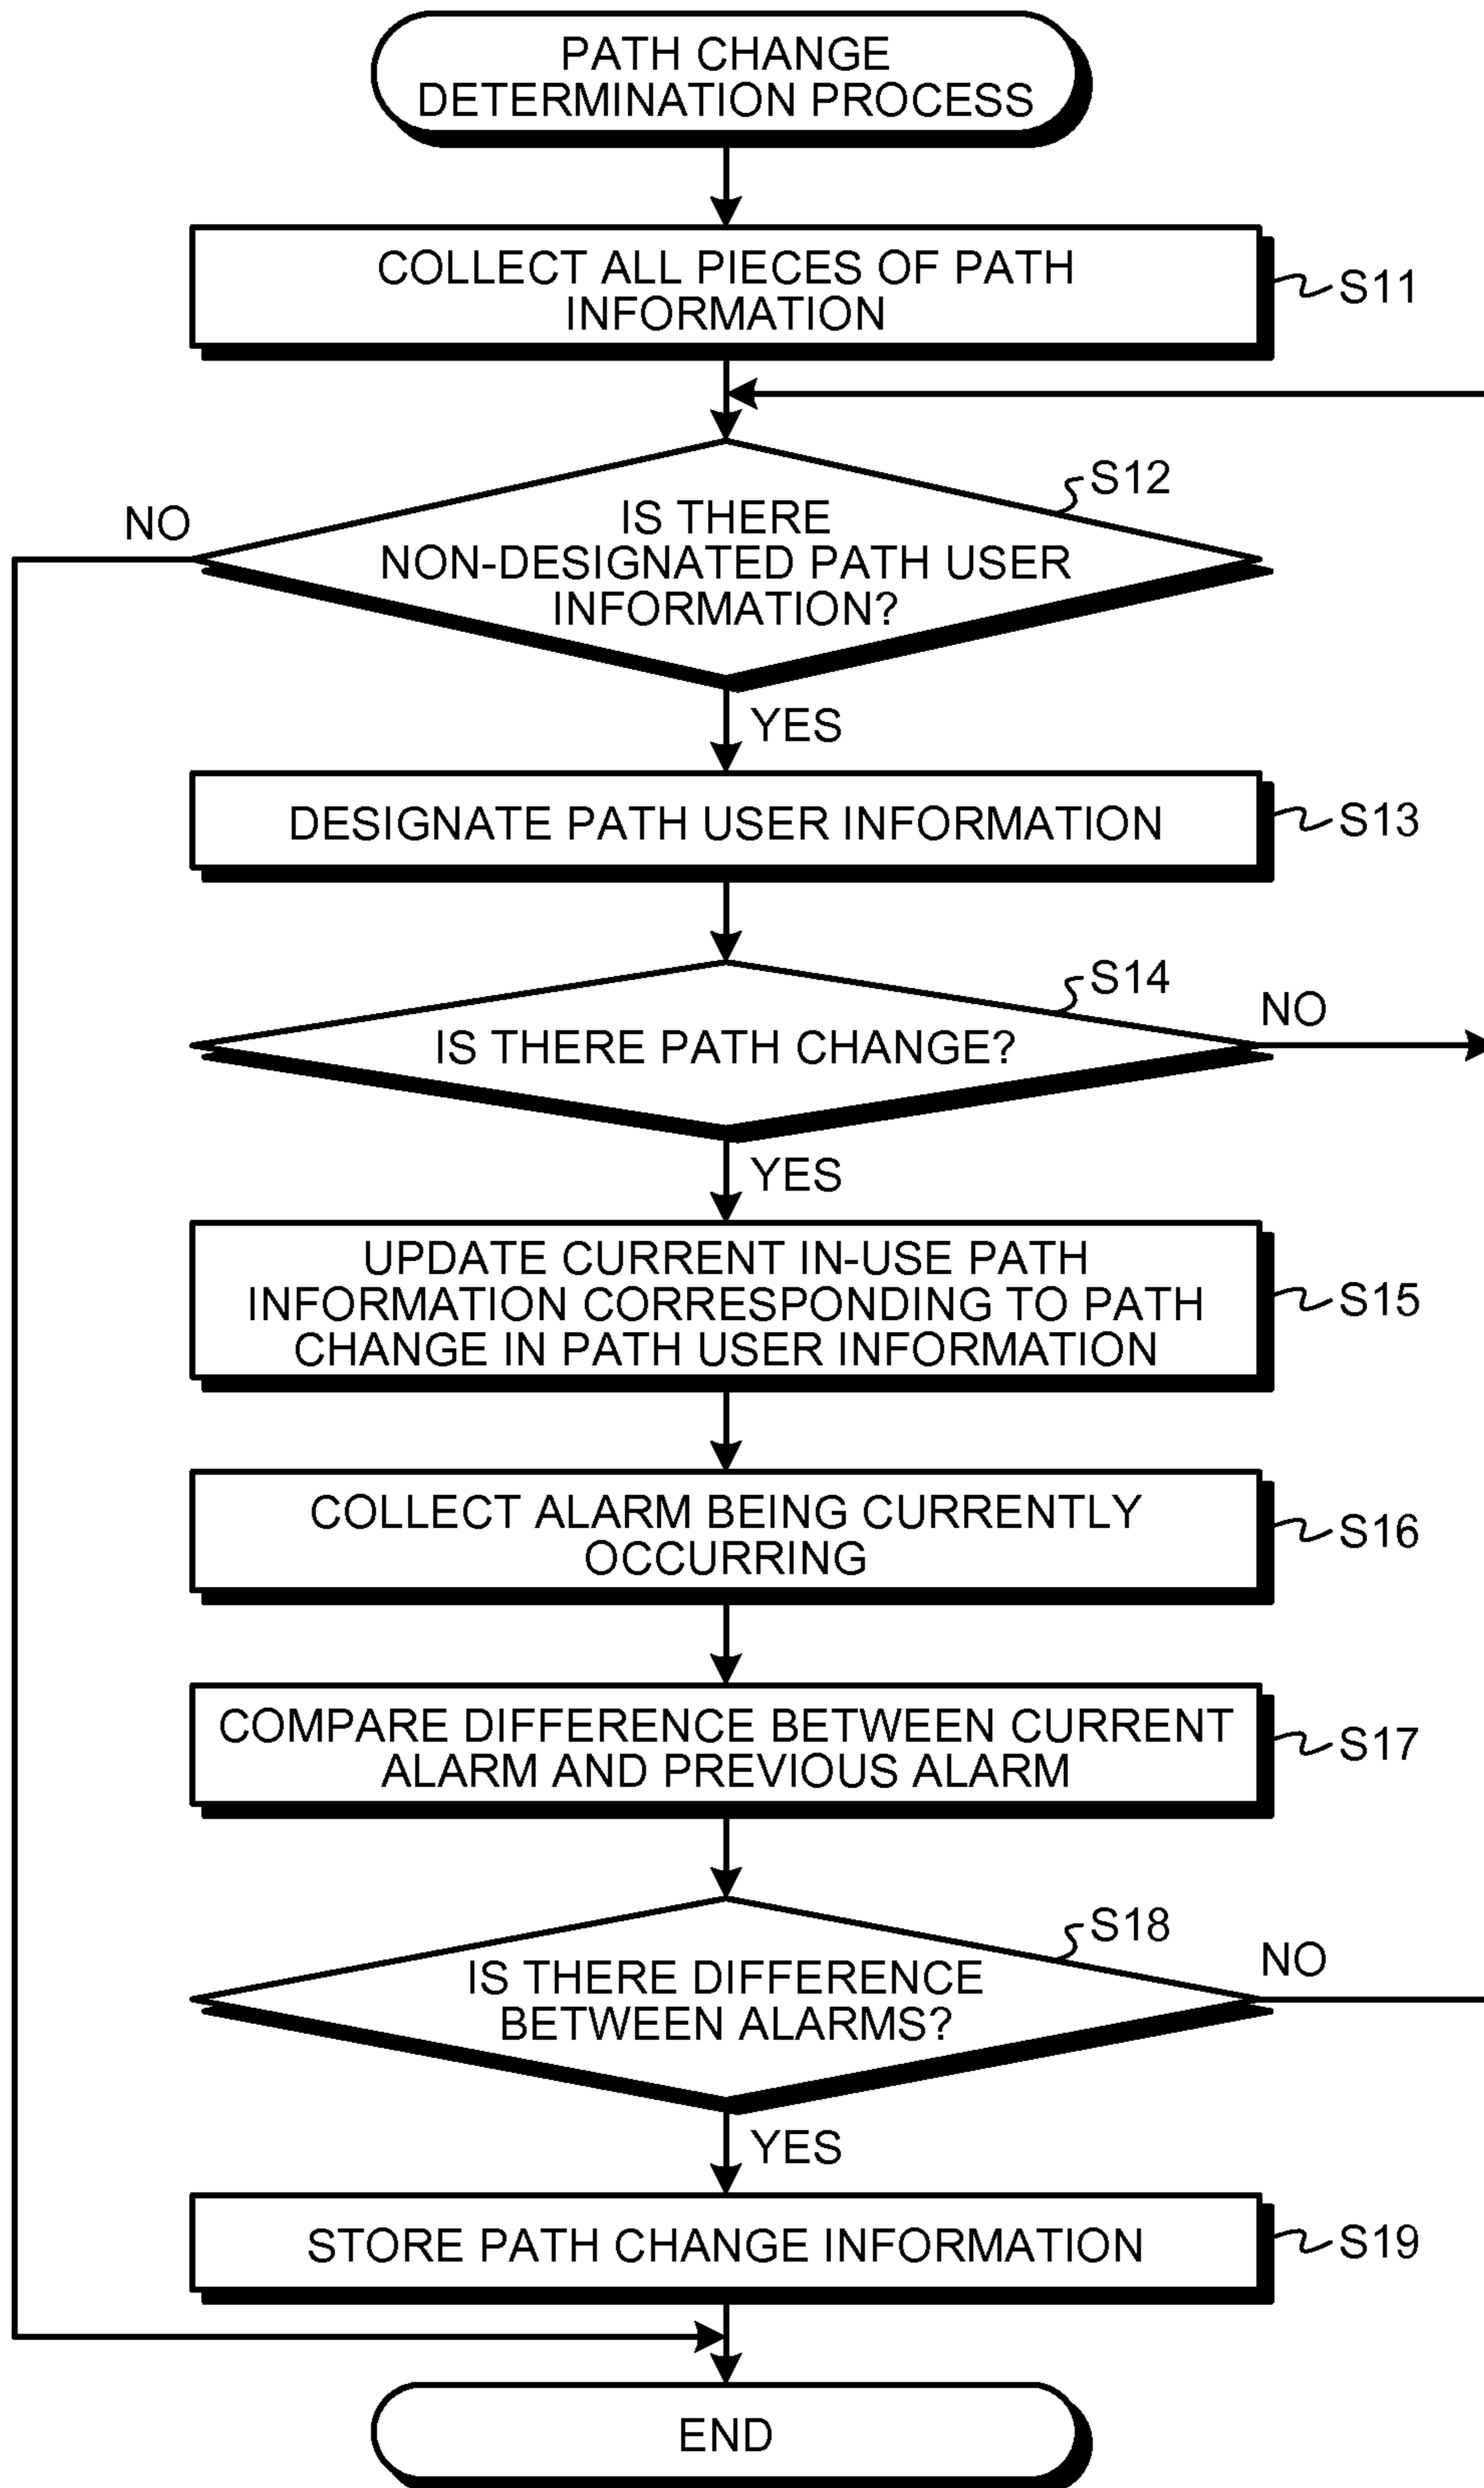 PATH CHANGE
DETERMINATION PROCESS
COLLECT ALL PIECES OF PATH
INFORMATION
S11
S12
NO
IS THERE
NON-DESIGNATED PATH USER
INFORMATION?
YES
DESIGNATE PATH USER INFORMATION
S13
S14
NO
IS THERE PATH CHANGE?
YES
UPDATE CURRENT IN-USE PATH
INFORMATION CORRESPONDING TO PATH
CHANGE IN PATH USER INFORMATION
S15
COLLECT ALARM BEING CURRENTLY
OCCURRING
S16
COMPARE DIFFERENCE BETWEEN CURRENT
ALARM AND PREVIOUS ALARM
S17
S18
NO
IS THERE DIFFERENCE
BETWEEN ALARMS?
YES
STORE PATH CHANGE INFORMATION
S19
END